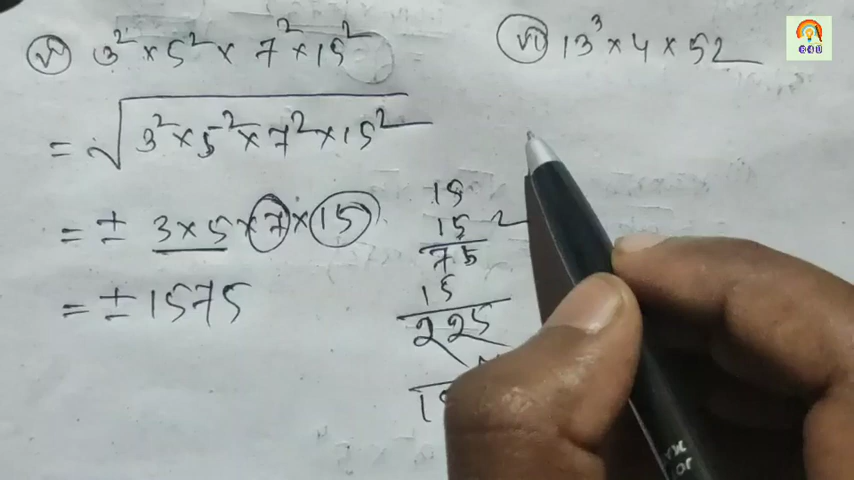 (v) 3² × 5² × 7² × 15²
= √3² × 5² × 7² × 15²
= ± 3 × 5 × 7 × 15
= ± 1575
15
15
75
15
225
(vi) 13³ × 4 × 52